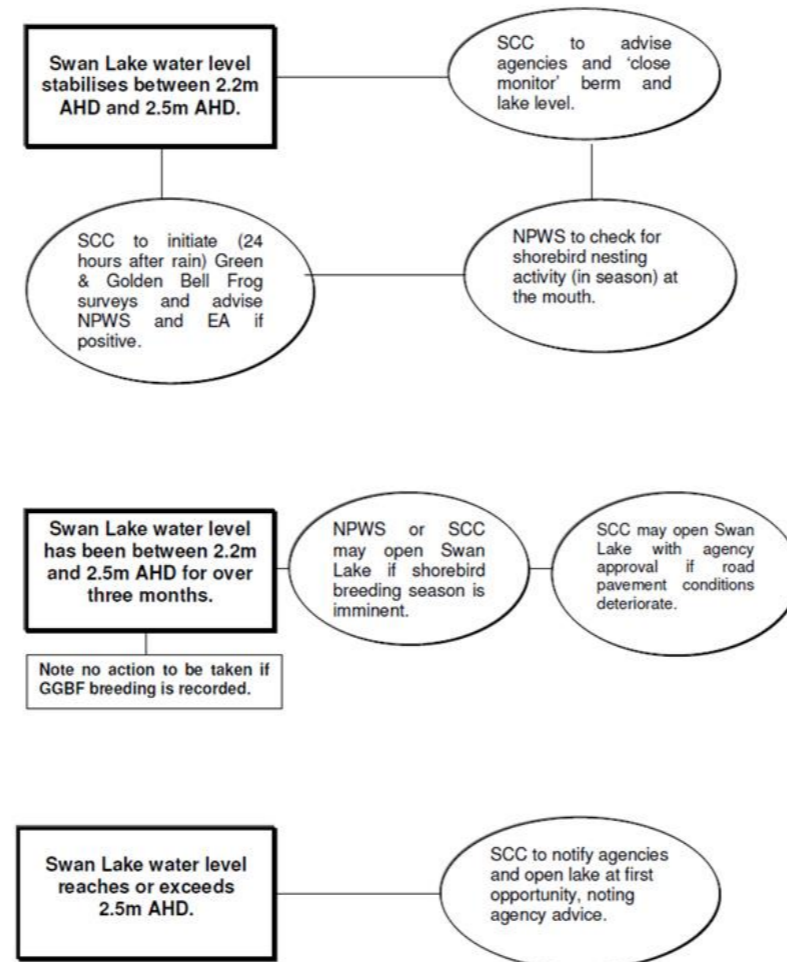 Swan Lake water level
stabilises between 2.2m
AHD and 2.5m AHD.
SCC to advise
agencies and ‘close
monitor’ berm and
lake level.
SCC to initiate (24
hours after rain) Green
& Golden Bell Frog
surveys and advise
NPWS and EA if
positive.
NPWS to check for
shorebird nesting
activity (in season) at
the mouth.
Swan Lake water level
has been between 2.2m
and 2.5m AHD for over
three months.
NPWS or SCC
may open Swan
Lake if shorebird
breeding season is
imminent.
SCC may open Swan
Lake with agency
approval if road
pavement conditions
deteriorate.
Note no action to be taken if
GGBF breeding is recorded.
Swan Lake water level
reaches or exceeds
2.5m AHD.
SCC to notify agencies
and open lake at first
opportunity, noting
agency advice.